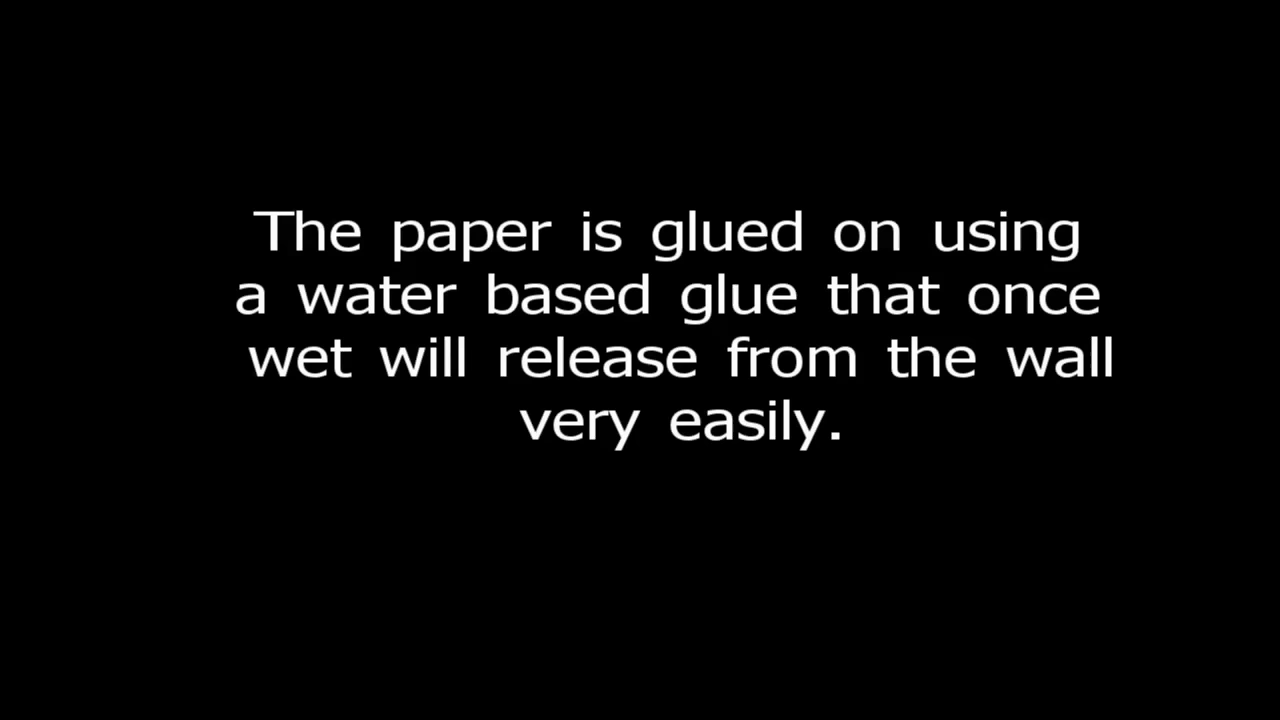 The paper is glued on using
a water based glue that once
wet will release from the wall
very easily.